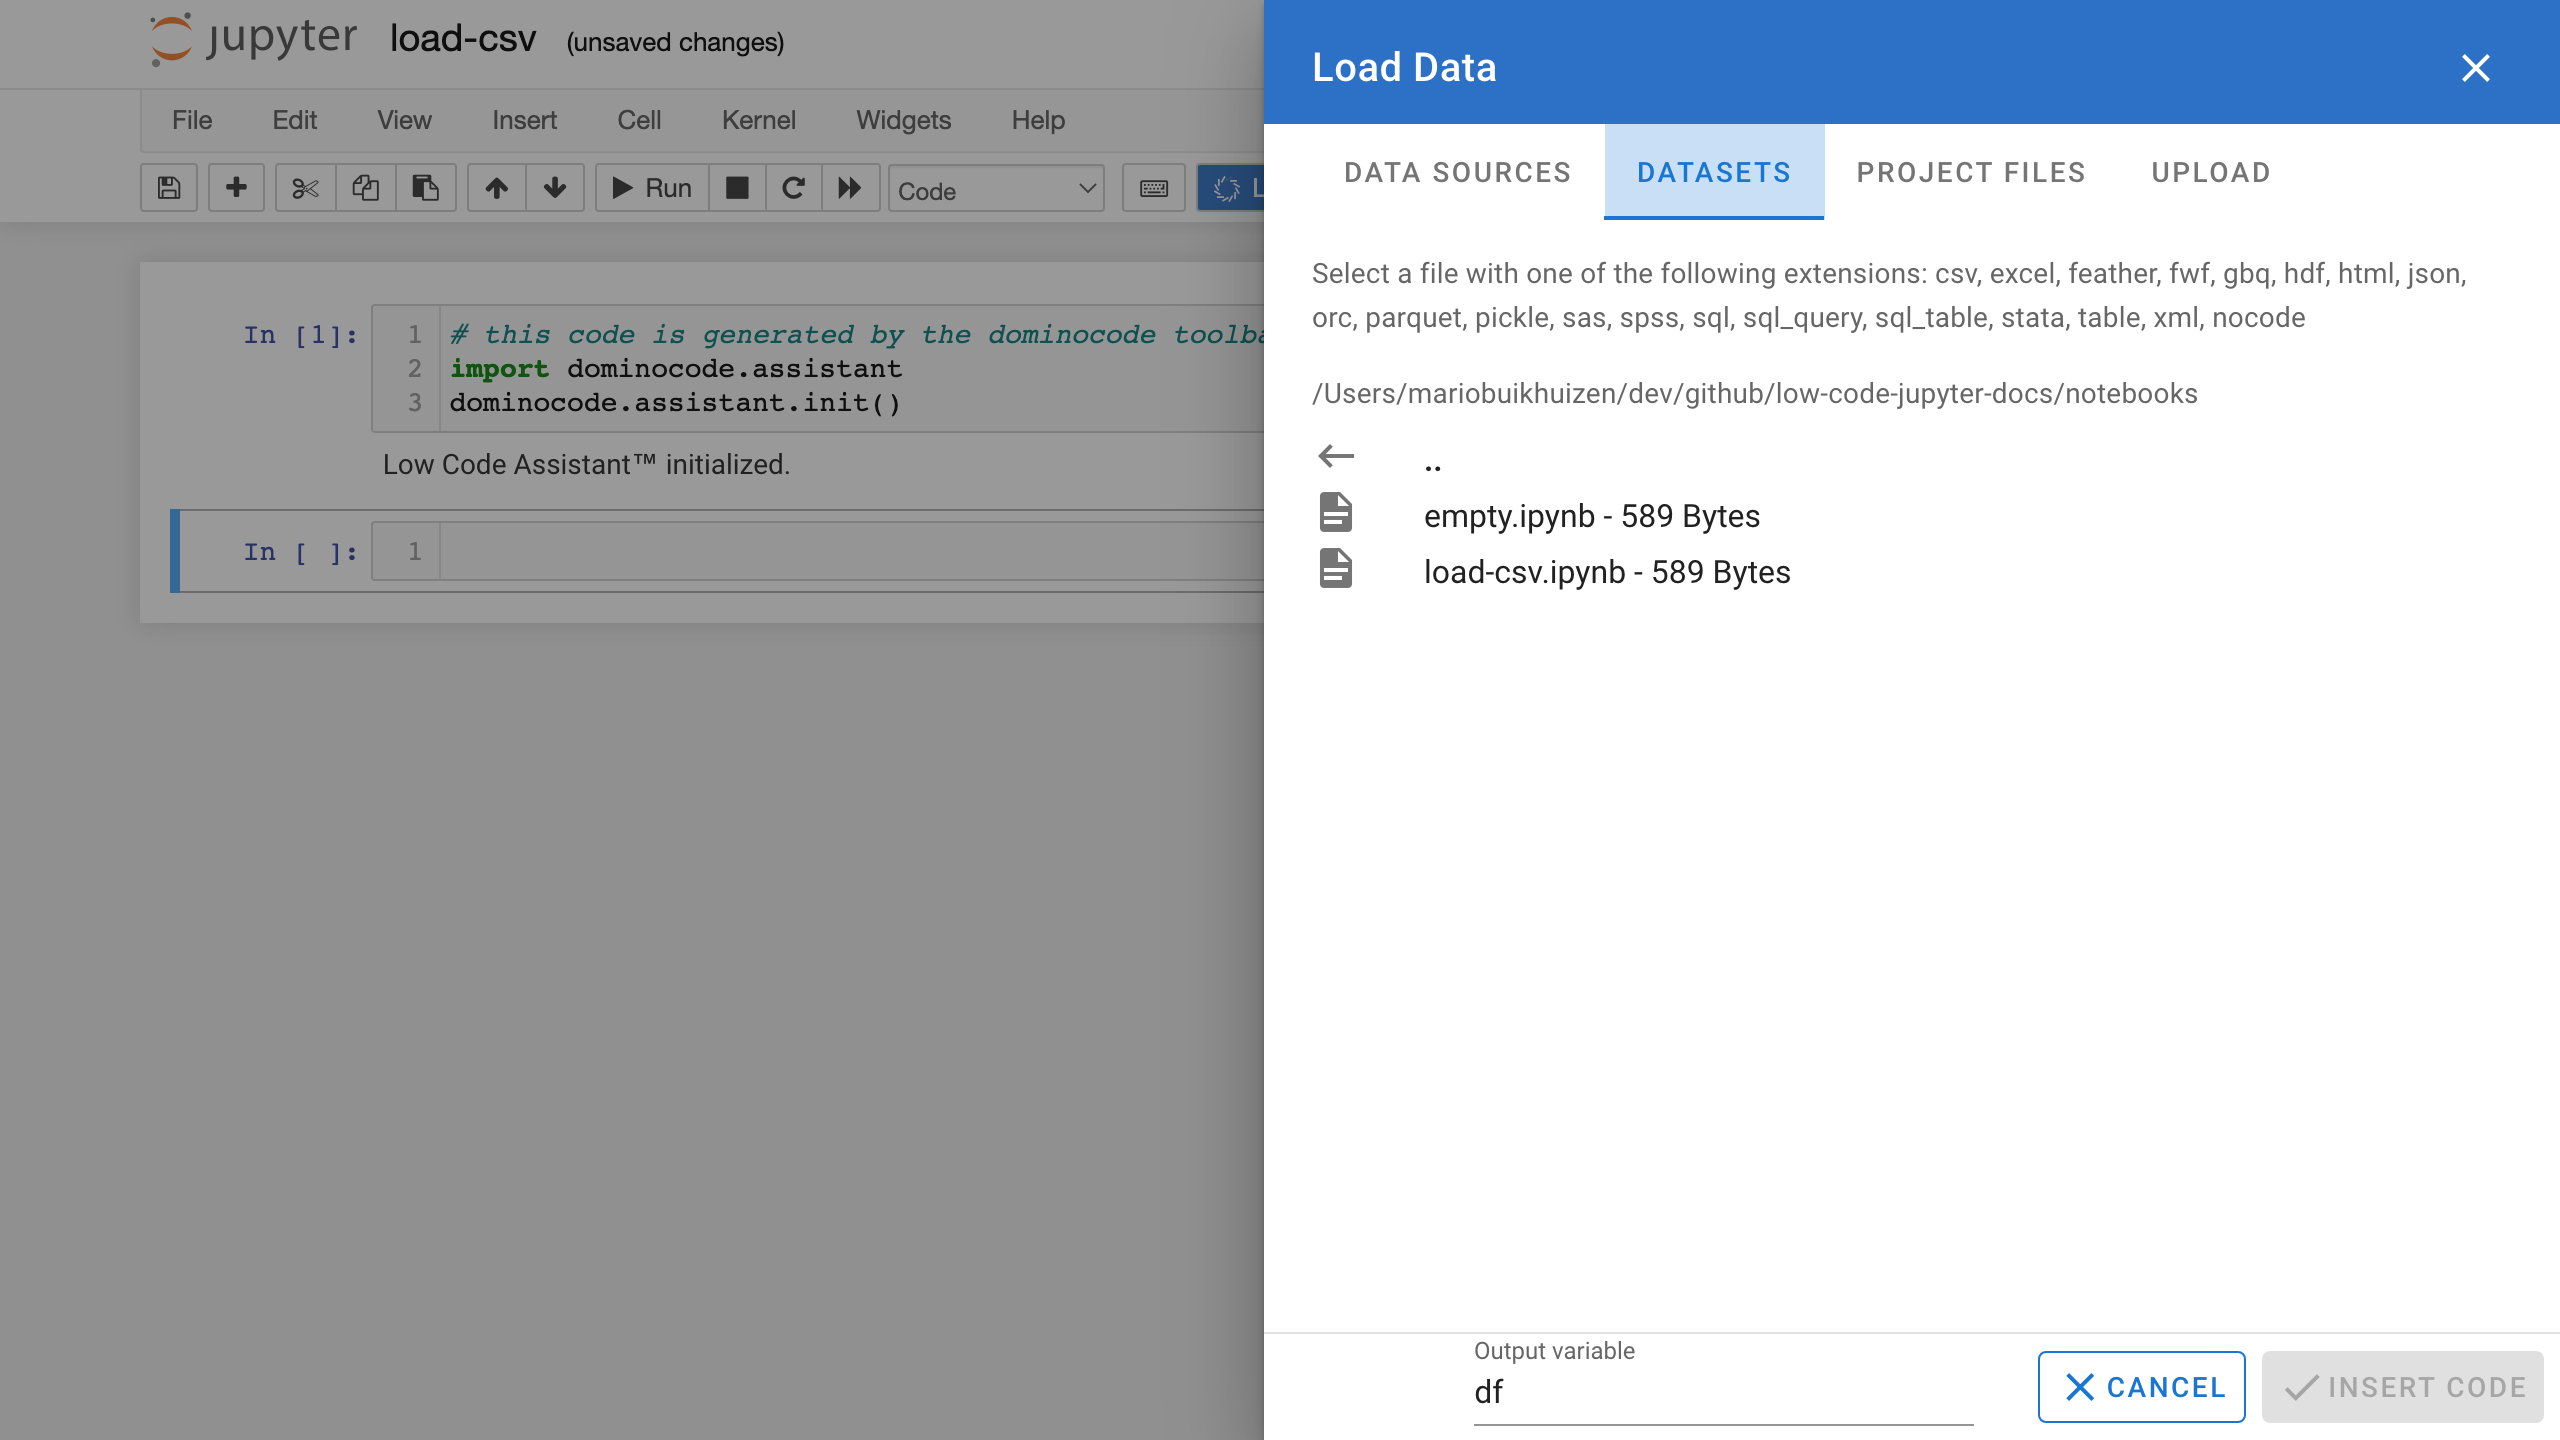 jupyter load-csv (unsaved changes)
File Edit View Insert Cell Kernel Widgets Help
Run Code
In [1]:
1 # this code is generated by the dominocode
2 import dominocode.assistant
3 dominocode.assistant.init()
Low Code Assistant™ initialized.
In [ ]: 1
Load Data
DATA SOURCES DATASETS PROJECT FILES UPLOAD
Select a file with one of the following extensions: csv, excel, feather, fwf, gbq, hdf, html, json,
orc, parquet, pickle, sas, spss, sql, sql_query, sql_table, stata, table, xml, nocode
/Users/mariobuikhuizen/dev/github/low-code-jupyter-docs/notebooks
..
empty.ipynb - 589 Bytes
load-csv.ipynb - 589 Bytes
Output variable
df
CANCEL INSERT CODE